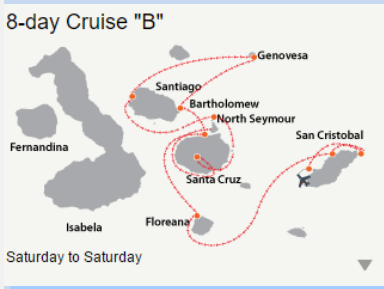 8-day Cruise "B"
Genovesa
Santiago
Bartholomew
North Seymour
San Cristobal
Fernandina
Santa Cruz
Floreana
Isabela
Saturday to Saturday